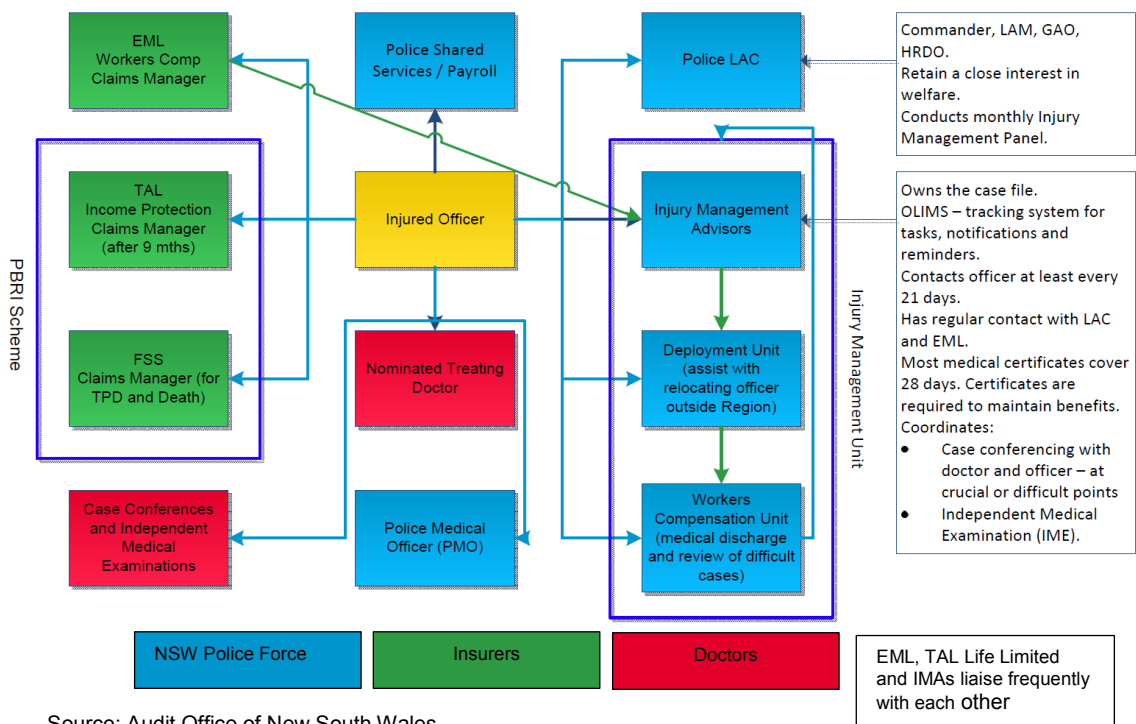 EML
Workers Comp
Claims Manager
Police Shared
Services / Payroll
Police LAC
Commander, LAM, GAO,
HRDO.
Retain a close interest in
welfare.
Conducts monthly Injury
Management Panel.
PBRI Scheme
TAL
Income Protection
Claims Manager
(after 9 mths)
Injured Officer
Injury Management
Advisors
Owns the case file.
OLIMS – tracking system for
tasks, notifications and
reminders.
Contacts officer at least every
21 days.
Has regular contact with LAC
and EML.
Most medical certificates cover
28 days. Certificates are
required to maintain benefits.
Coordinates:
● Case conferencing with
doctor and officer – at
crucial or difficult points
● Independent Medical
Examination (IME).
Injury Management Unit
FSS
Claims Manager (for
TPD and Death)
Nominated Treating
Doctor
Deployment Unit
(assist with
relocating officer
outside Region)
Case Conferences
and Independent
Medical
Examinations
Police Medical
Officer (PMO)
Workers
Compensation Unit
(medical discharge
and review of difficult
cases)
NSW Police Force
Insurers
Doctors
EML, TAL Life Limited
and IMAs liaise frequently
with each other
Source: Audit Office of New South Wales